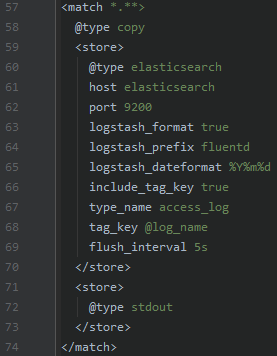 57 <match *.**>
58   @type copy
59   <store>
60     @type elasticsearch
61     host elasticsearch
62     port 9200
63     logstash_format true
64     logstash_prefix fluentd
65     logstash_dateformat %Y%m%d
66     include_tag_key true
67     type_name access_log
68     tag_key @log_name
69     flush_interval 5s
70   </store>
71   <store>
72     @type stdout
73   </store>
74 </match>